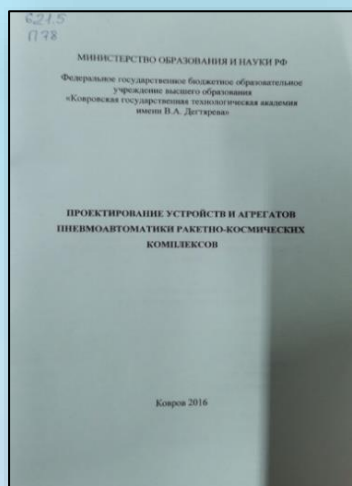 621.5
П78
МИНИСТЕРСТВО ОБРАЗОВАНИЯ И НАУКИ РФ
Федеральное государственное бюджетное образовательное
учреждение высшего образования
«Ковровская государственная технологическая академия
имени В.А. Дегтярева»
ПРОЕКТИРОВАНИЕ УСТРОЙСТВ И АГРЕГАТОВ
ПНЕВМОАВТОМАТИКИ РАКЕТНО-КОСМИЧЕСКИХ
КОМПЛЕКСОВ
Ковров 2016